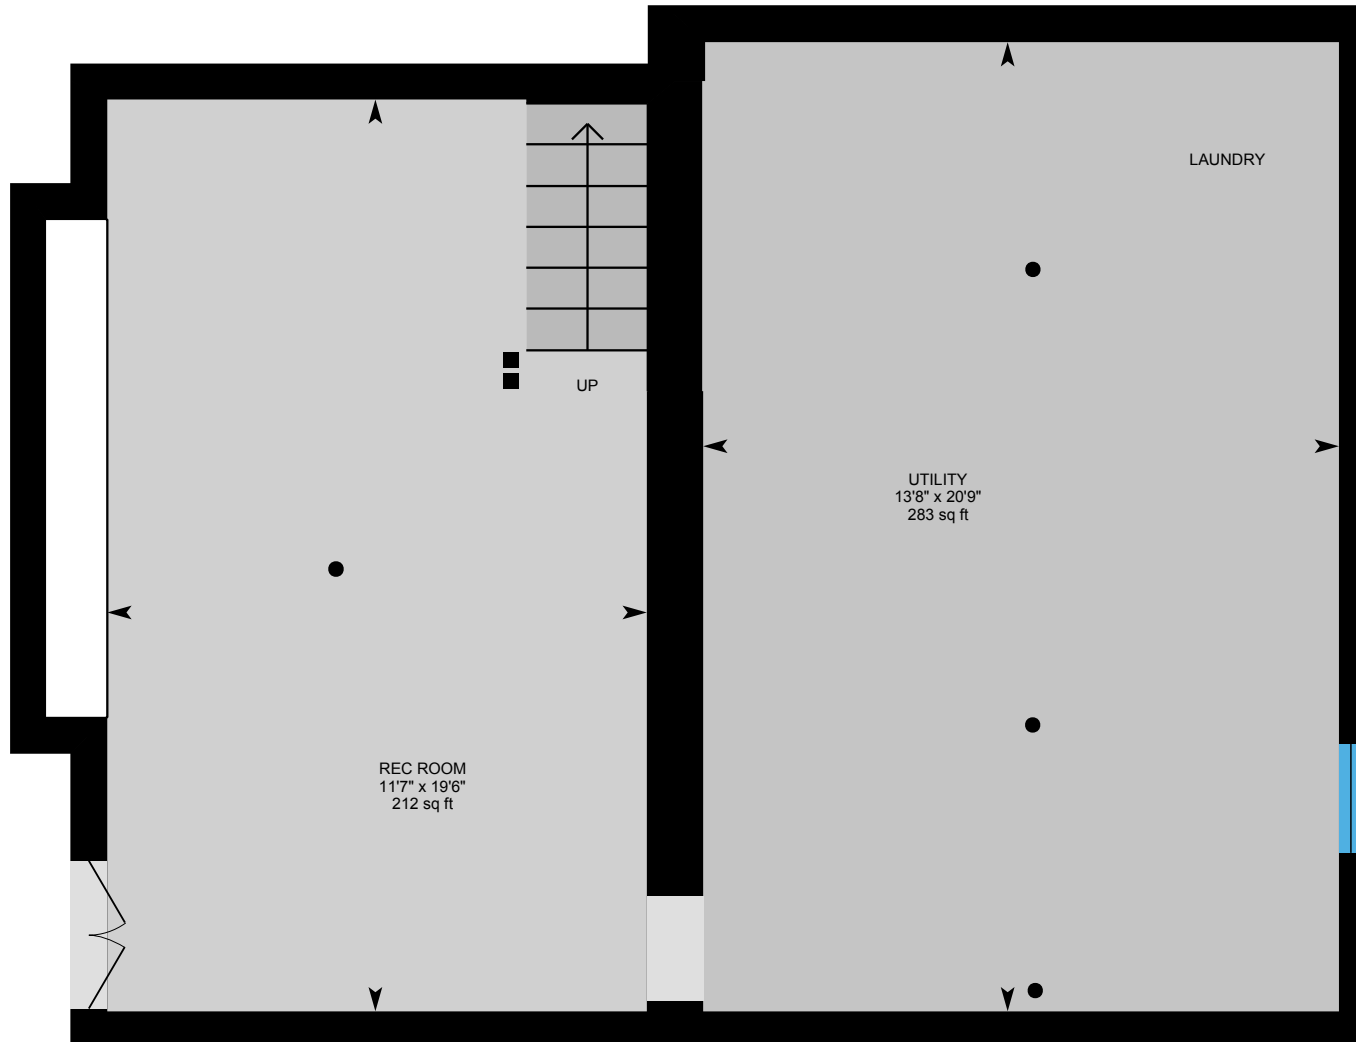 LAUNDRY
UP
UTILITY
13'8" x 20'9"
283 sq ft
REC ROOM
11'7" x 19'6"
212 sq ft